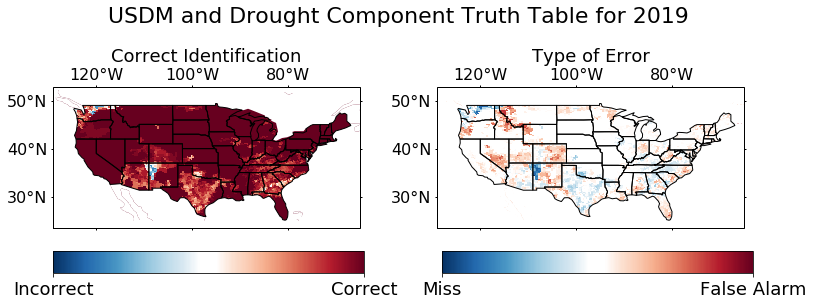 USDM and Drought Component Truth Table for 2019
Correct Identification
120°W 100°W 80°W
50°N
40°N
30°N
Incorrect Correct
Type of Error
120°W 100°W 80°W
50°N
40°N
30°N
Miss False Alarm